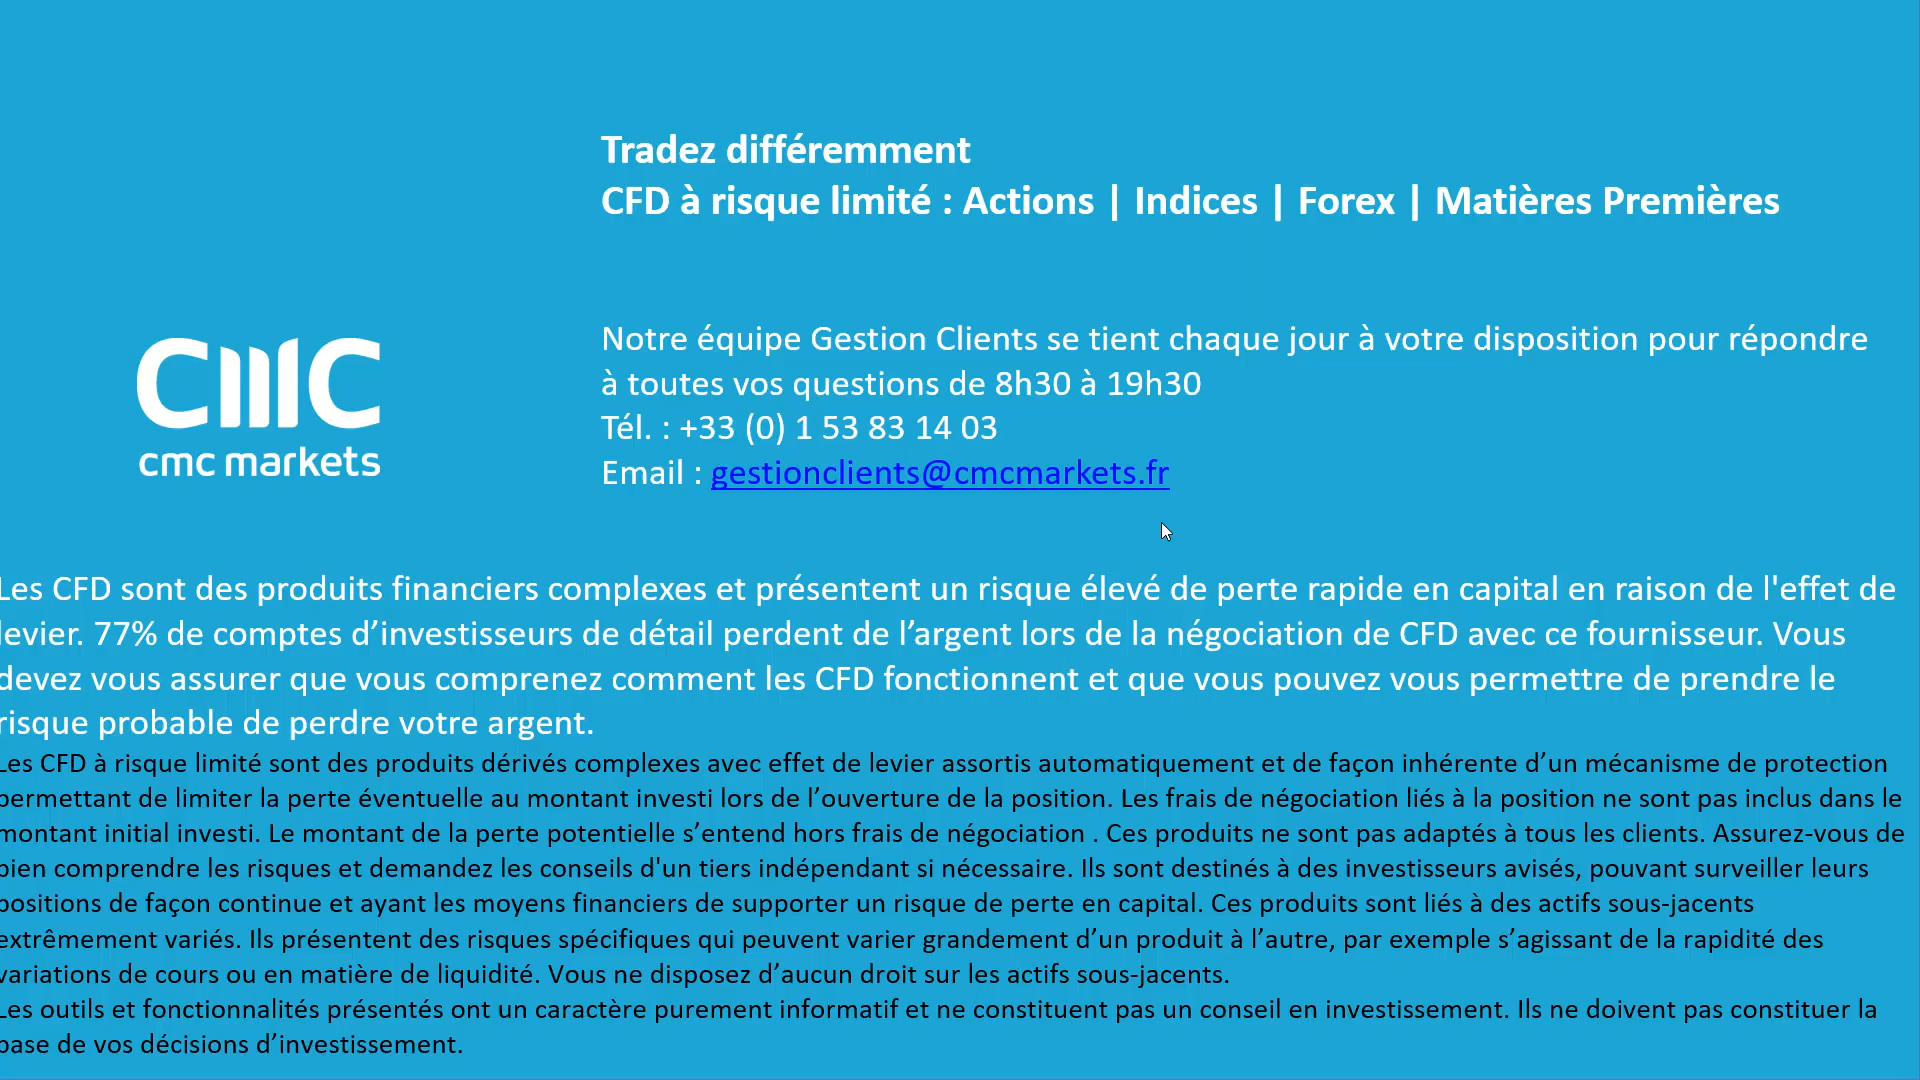 Tradez différemment
CFD à risque limité : Actions | Indices | Forex | Matières Premières
CMC
cmc markets
Notre équipe Gestion Clients se tient chaque jour à votre disposition pour répondre
à toutes vos questions de 8h30 à 19h30
Tél. : +33 (0) 1 53 83 14 03
Email : gestionclients@cmcmarkets.fr
Les CFD sont des produits financiers complexes et présentent un risque élevé de perte rapide en capital en raison de l'effet de
levier. 77% de comptes d’investisseurs de détail perdent de l’argent lors de la négociation de CFD avec ce fournisseur. Vous
devez vous assurer que vous comprenez comment les CFD fonctionnent et que vous pouvez vous permettre de prendre le
risque probable de perdre votre argent.
Les CFD à risque limité sont des produits dérivés complexes avec effet de levier assortis automatiquement et de façon inhérente d’un mécanisme de protection
permettant de limiter la perte éventuelle au montant investi lors de l’ouverture de la position. Les frais de négociation liés à la position ne sont pas inclus dans le
montant initial investi. Le montant de la perte potentielle s’entend hors frais de négociation . Ces produits ne sont pas adaptés à tous les clients. Assurez-vous de
bien comprendre les risques et demandez les conseils d'un tiers indépendant si nécessaire. Ils sont destinés à des investisseurs avisés, pouvant surveiller leurs
positions de façon continue et ayant les moyens financiers de supporter un risque de perte en capital. Ces produits sont liés à des actifs sous-jacents
extrêmement variés. Ils présentent des risques spécifiques qui peuvent varier grandement d’un produit à l’autre, par exemple s’agissant de la rapidité des
variations de cours ou en matière de liquidité. Vous ne disposez d’aucun droit sur les actifs sous-jacents.
Les outils et fonctionnalités présentés ont un caractère purement informatif et ne constituent pas un conseil en investissement. Ils ne doivent pas constituer la
base de vos décisions d’investissement.